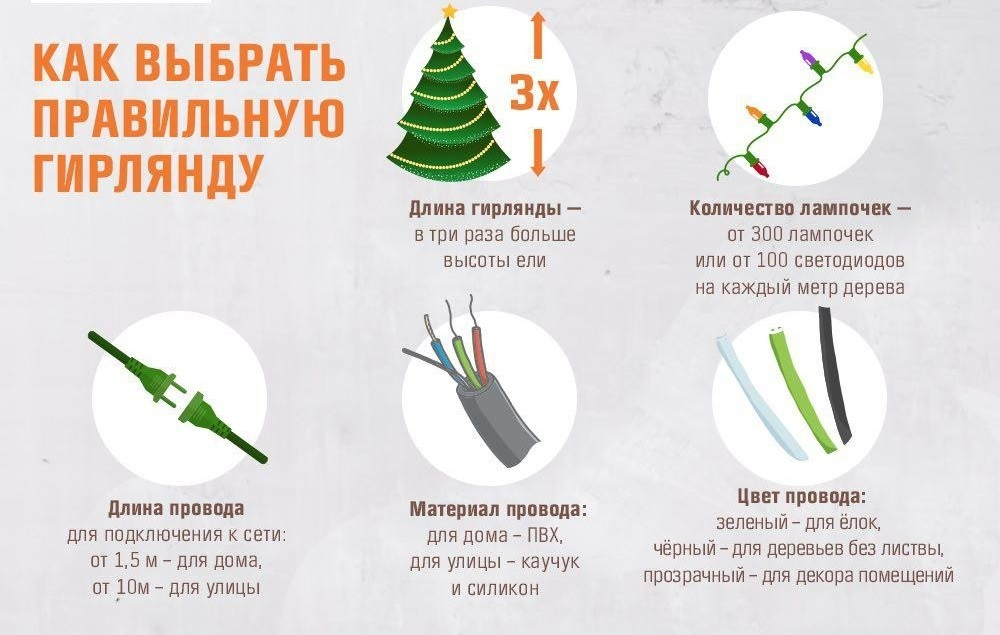 КАК ВЫБРАТЬ
ПРАВИЛЬНУЮ
ГИРЛЯНДУ
3x
Длина гирлянды –
в три раза больше
высоты ели
Количество лампочек –
от 300 лампочек
или от 100 светодиодов
на каждый метр дерева
Длина провода
для подключения к сети:
от 1,5 м – для дома,
от 10м – для улицы
Материал провода:
для дома – ПВХ,
для улицы – каучук
и силикон
Цвет провода:
зеленый – для ёлок,
чёрный – для деревьев без листвы,
прозрачный – для декора помещений